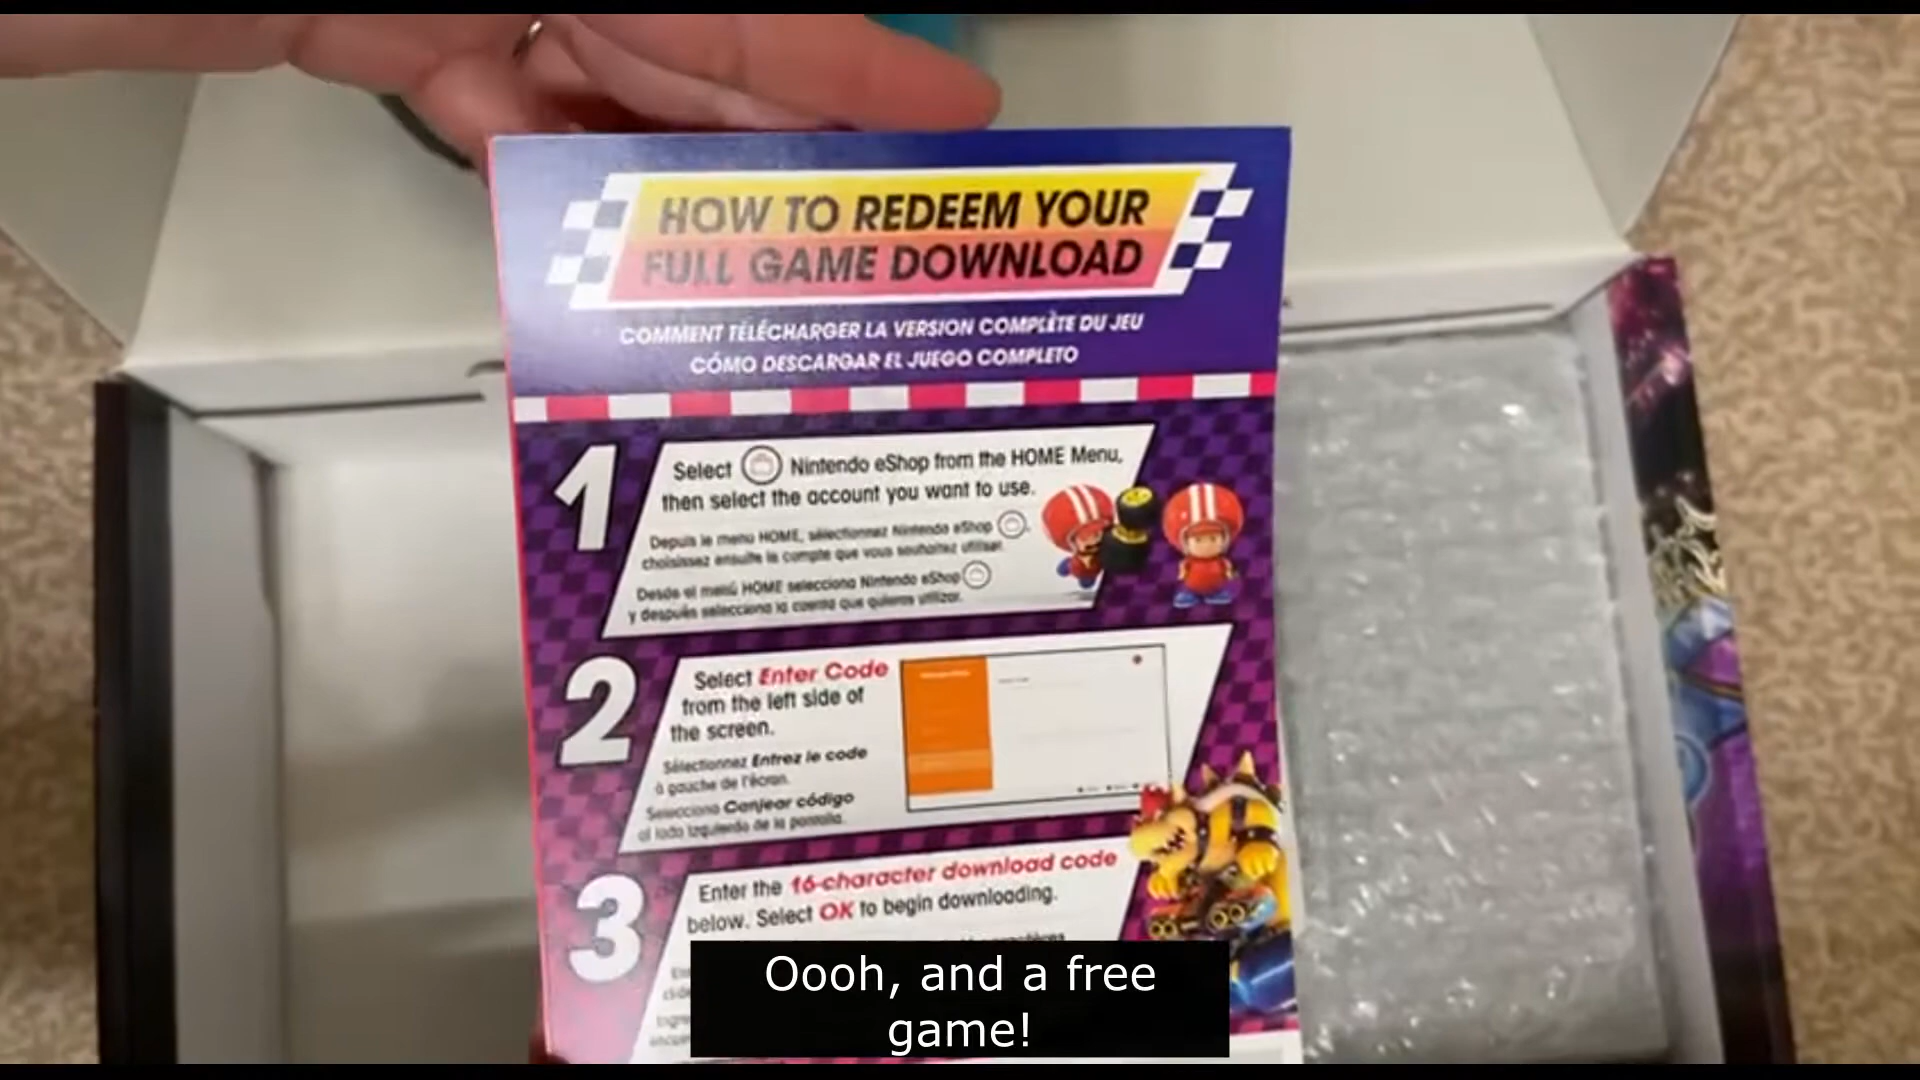 HOW TO REDEEM YOUR
FULL GAME DOWNLOAD
COMMENT TÉLÉCHARGER LA VERSION COMPLÈTE DU JEU
CÓMO DESCARGAR EL JUEGO COMPLETO
1
Select Nintendo eShop from the HOME Menu,
then select the account you want to use.
Depuis le menu HOME, sélectionnez Nintendo eShop
choisissez ensuite le compte que vous souhaitez utiliser.
Desde el menú HOME selecciona Nintendo eShop
y después selecciona la cuenta que quieras utilizar.
2
Select Enter Code
from the left side of
the screen.
Sélectionnez Entrez le code
à gauche de l'écran.
Selecciona Canjear código
al lado izquierdo de la pantalla.
3
Enter the 16-character download code
below. Select OK to begin downloading.
Oooh, and a free
game!